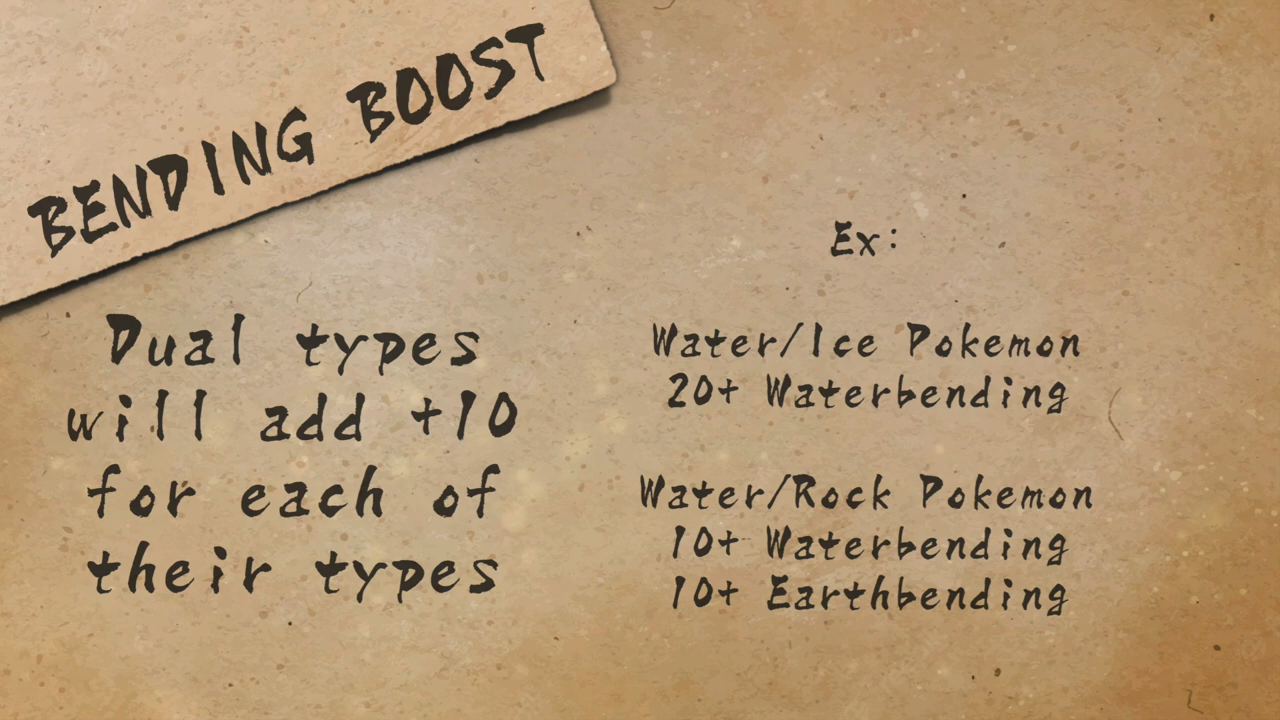 BENDING BOOST
Dual types
will add +10
for each of
their types
Ex:
Water/Ice Pokemon
20+ Waterbending
Water/Rock Pokemon
10+ Waterbending
10+ Earthbending